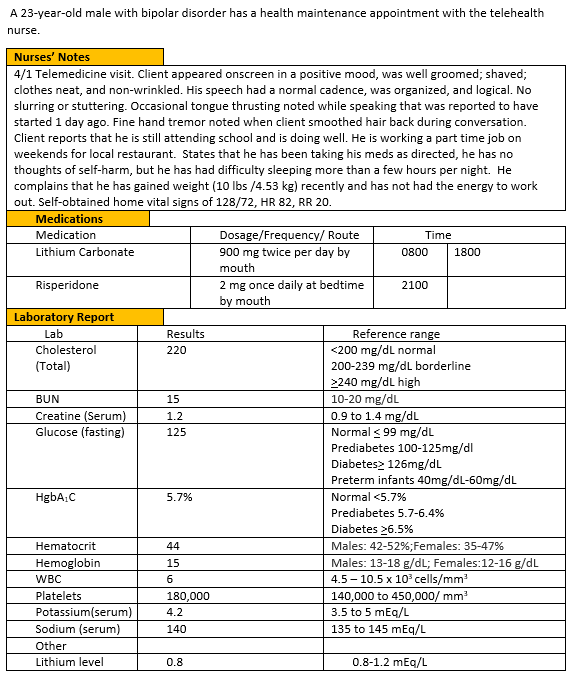 A 23-year-old male with bipolar disorder has a health maintenance appointment with the telehealth
nurse.
Nurses' Notes
4/1 Telemedicine visit. Client appeared onscreen in a positive mood, was well groomed; shaved;
clothes neat, and non-wrinkled. His speech had a normal cadence, was organized, and logical. No
slurring or stuttering. Occasional tongue thrusting noted while speaking that was reported to have
started 1 day ago. Fine hand tremor noted when client smoothed hair back during conversation.
Client reports that he is still attending school and is doing well. He is working a part time job on
weekends for local restaurant.  States that he has been taking his meds as directed, he has no
thoughts of self-harm, but he has had difficulty sleeping more than a few hours per night.  He
complains that he has gained weight (10 lbs /4.53 kg) recently and has not had the energy to work
out. Self-obtained home vital signs of 128/72, HR 82, RR 20.
Medications
Medication Dosage/Frequency/ Route Time
Lithium Carbonate 900 mg twice per day by 0800 1800
mouth
Risperidone 2 mg once daily at bedtime 2100
by mouth
Laboratory Report
Lab Results Reference range
Cholesterol 220 <200 mg/dL normal
(Total) 200-239 mg/dL borderline
≥240 mg/dL high
BUN 15 10-20 mg/dL
Creatine (Serum) 1.2 0.9 to 1.4 mg/dL
Glucose (fasting) 125 Normal ≤ 99 mg/dL
Prediabetes 100-125mg/dl
Diabetes≥ 126mg/dL
Preterm infants 40mg/dL-60mg/dL
HgbA₁C 5.7% Normal <5.7%
Prediabetes 5.7-6.4%
Diabetes ≥6.5%
Hematocrit 44 Males: 42-52%;Females: 35-47%
Hemoglobin 15 Males: 13-18 g/dL; Females:12-16 g/dL
WBC 6 4.5 – 10.5 x 10³ cells/mm³
Platelets 180,000 140,000 to 450,000/ mm³
Potassium(serum) 4.2 3.5 to 5 mEq/L
Sodium (serum) 140 135 to 145 mEq/L
Other
Lithium level 0.8 0.8-1.2 mEq/L